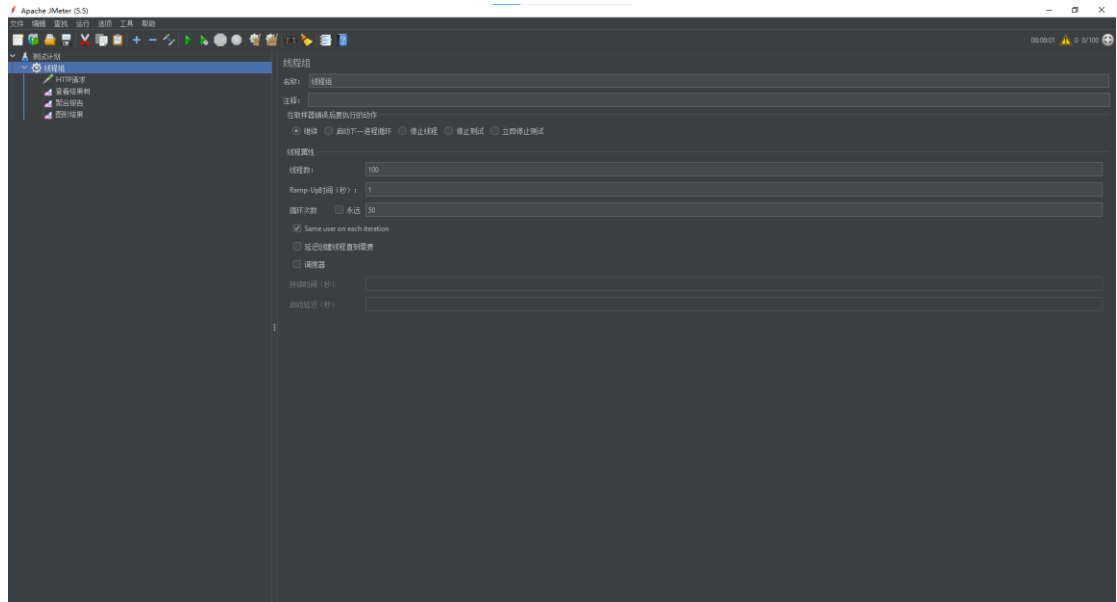 Apache JMeter (5.5)
文件 编辑 查找 运行 选项 工具 帮助
00:00:01 0 0/100
测试计划
线程组
HTTP请求
查看结果树
聚合报告
图形结果
线程组
名称: 线程组
注释:
在取样器错误后要执行的动作
继续 启动下一进程循环 停止线程 停止测试 立即停止测试
线程属性
线程数: 100
Ramp-Up时间(秒): 1
循环次数 永远 50
Same user on each iteration
延迟创建线程直到需要
调度器
持续时间(秒)
启动延迟(秒)